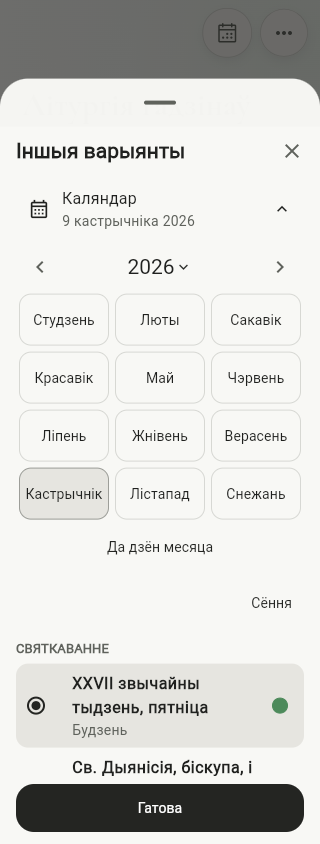 Іншыя варыянты
Каляндар
9 кастрычніка 2026
2026
Студзень
Люты
Сакавік
Красавік
Май
Чэрвень
Ліпень
Жнівень
Верасень
Кастрычнік
Лістапад
Снежань
Да дзён месяца
Сёння
СВЯТКАВАННЕ
XXVII звычайны
тыдзень, пятніца
Будзень
Св. Дыянісія, біскупа, і
Гатова